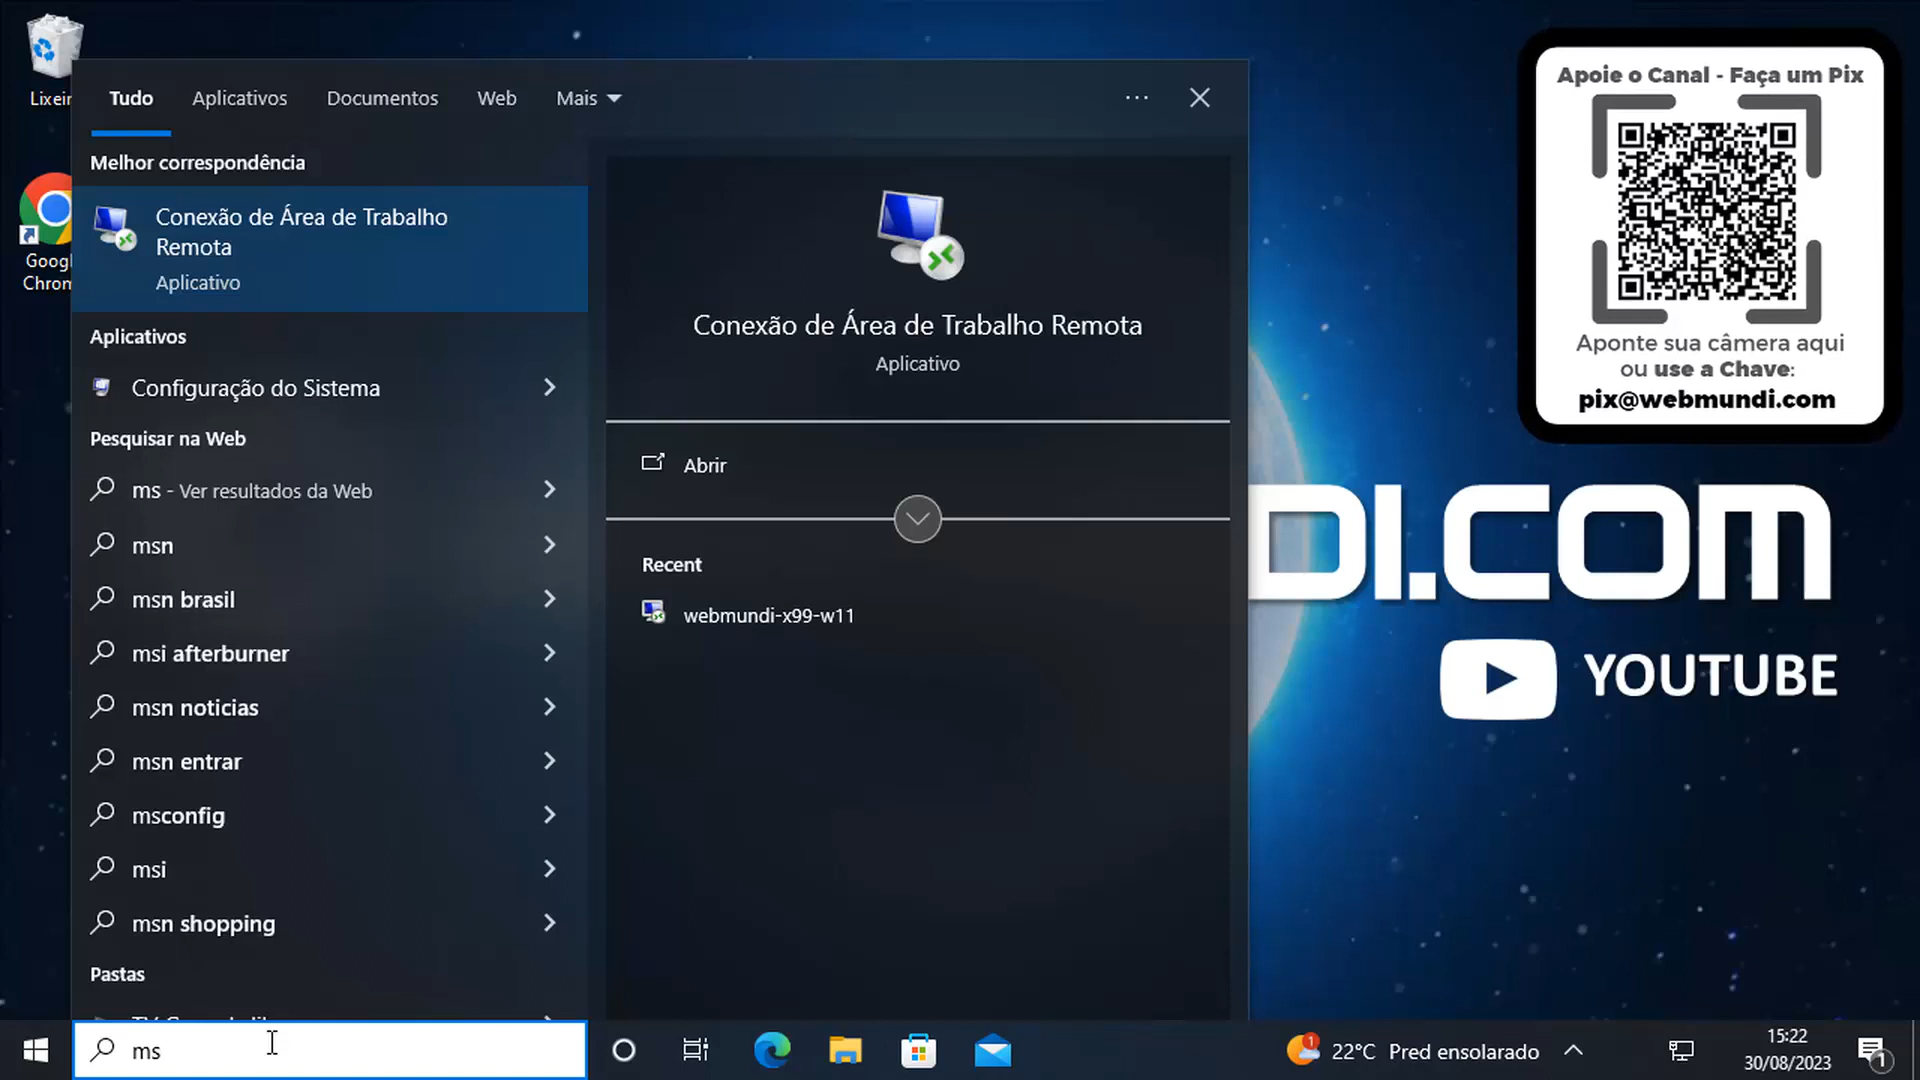 Lixeir
Googl
Chrom
Tudo
Aplicativos
Documentos
Web
Mais
Melhor correspondência
Conexão de Área de Trabalho
Remota
Aplicativo
Aplicativos
Configuração do Sistema
Pesquisar na Web
ms - Ver resultados da Web
msn
msn brasil
msi afterburner
msn noticias
msn entrar
msconfig
msi
msn shopping
Pastas
ms
Conexão de Área de Trabalho Remota
Aplicativo
Abrir
Recent
webmundi-x99-w11
Apoie o Canal - Faça um Pix
Aponte sua câmera aqui
ou use a Chave:
pix@webmundi.com
DI.COM
YOUTUBE
1
22°C Pred ensolarado
15:22
30/08/2023
1